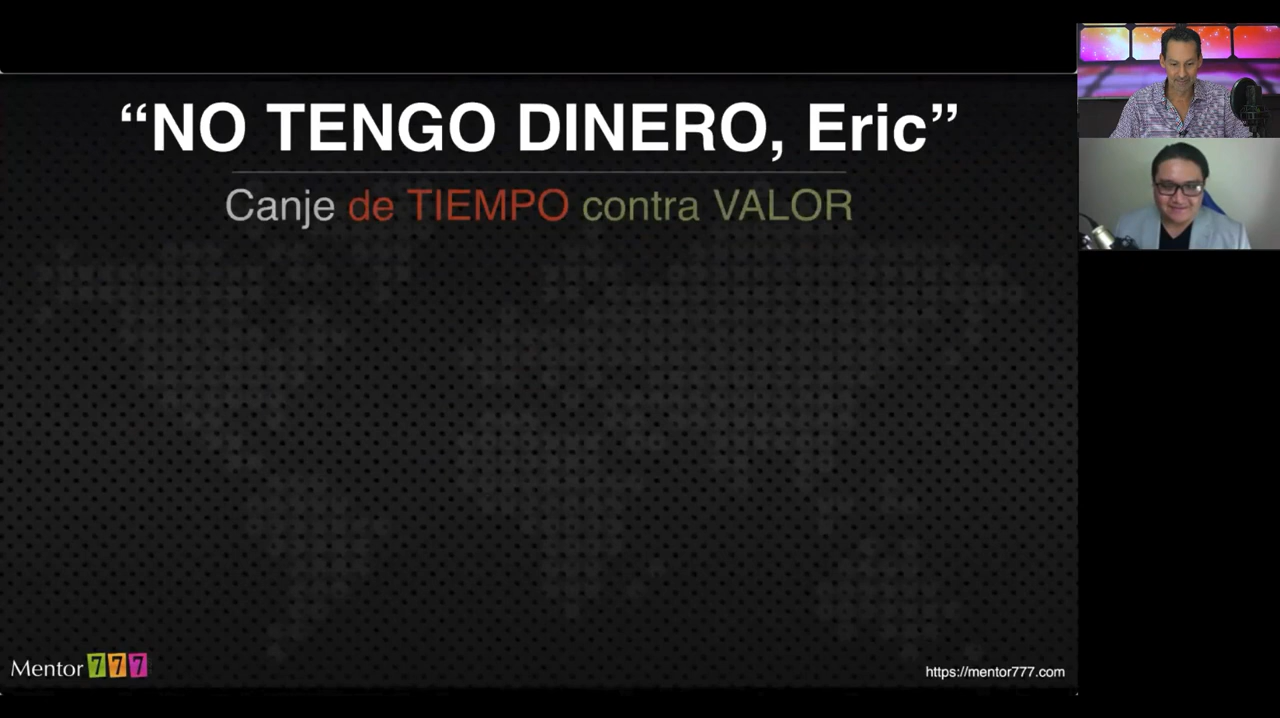 “NO TENGO DINERO, Eric”
Canje de TIEMPO contra VALOR
Mentor 777
https://mentor777.com